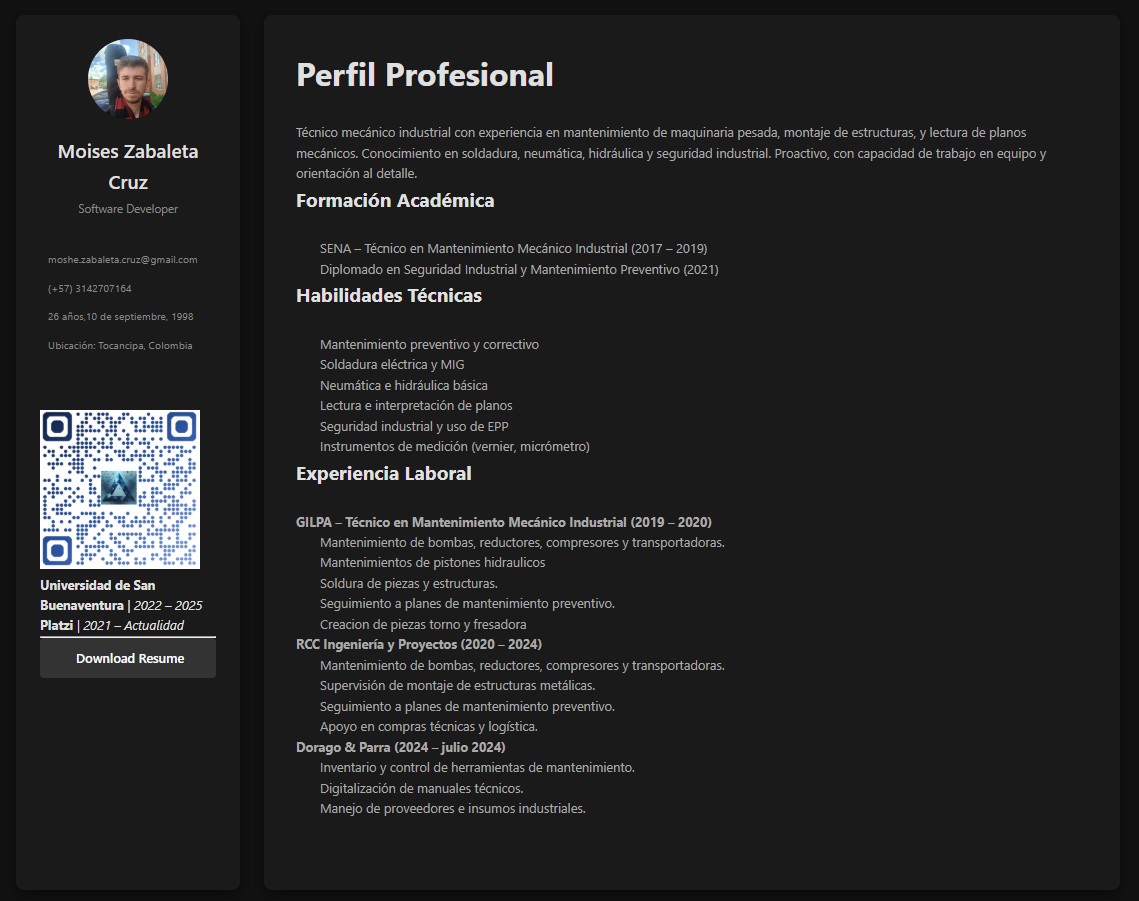 Moises Zabaleta
Cruz
Software Developer
moshe.zabaleta.cruz@gmail.com
(+57) 3142707164
26 años,10 de septiembre, 1998
Ubicación: Tocancipa, Colombia
Universidad de San
Buenaventura | 2022 – 2025
Platzi | 2021 – Actualidad
Download Resume
Perfil Profesional
Técnico mecánico industrial con experiencia en mantenimiento de maquinaria pesada, montaje de estructuras, y lectura de planos
mecánicos. Conocimiento en soldadura, neumática, hidráulica y seguridad industrial. Proactivo, con capacidad de trabajo en equipo y
orientación al detalle.
Formación Académica
SENA – Técnico en Mantenimiento Mecánico Industrial (2017 – 2019)
Diplomado en Seguridad Industrial y Mantenimiento Preventivo (2021)
Habilidades Técnicas
Mantenimiento preventivo y correctivo
Soldadura eléctrica y MIG
Neumática e hidráulica básica
Lectura e interpretación de planos
Seguridad industrial y uso de EPP
Instrumentos de medición (vernier, micrómetro)
Experiencia Laboral
GILPA – Técnico en Mantenimiento Mecánico Industrial (2019 – 2020)
Mantenimiento de bombas, reductores, compresores y transportadoras.
Mantenimientos de pistones hidraulicos
Soldura de piezas y estructuras.
Seguimiento a planes de mantenimiento preventivo.
Creacion de piezas torno y fresadora
RCC Ingeniería y Proyectos (2020 – 2024)
Mantenimiento de bombas, reductores, compresores y transportadoras.
Supervisión de montaje de estructuras metálicas.
Seguimiento a planes de mantenimiento preventivo.
Apoyo en compras técnicas y logística.
Dorago & Parra (2024 – julio 2024)
Inventario y control de herramientas de mantenimiento.
Digitalización de manuales técnicos.
Manejo de proveedores e insumos industriales.